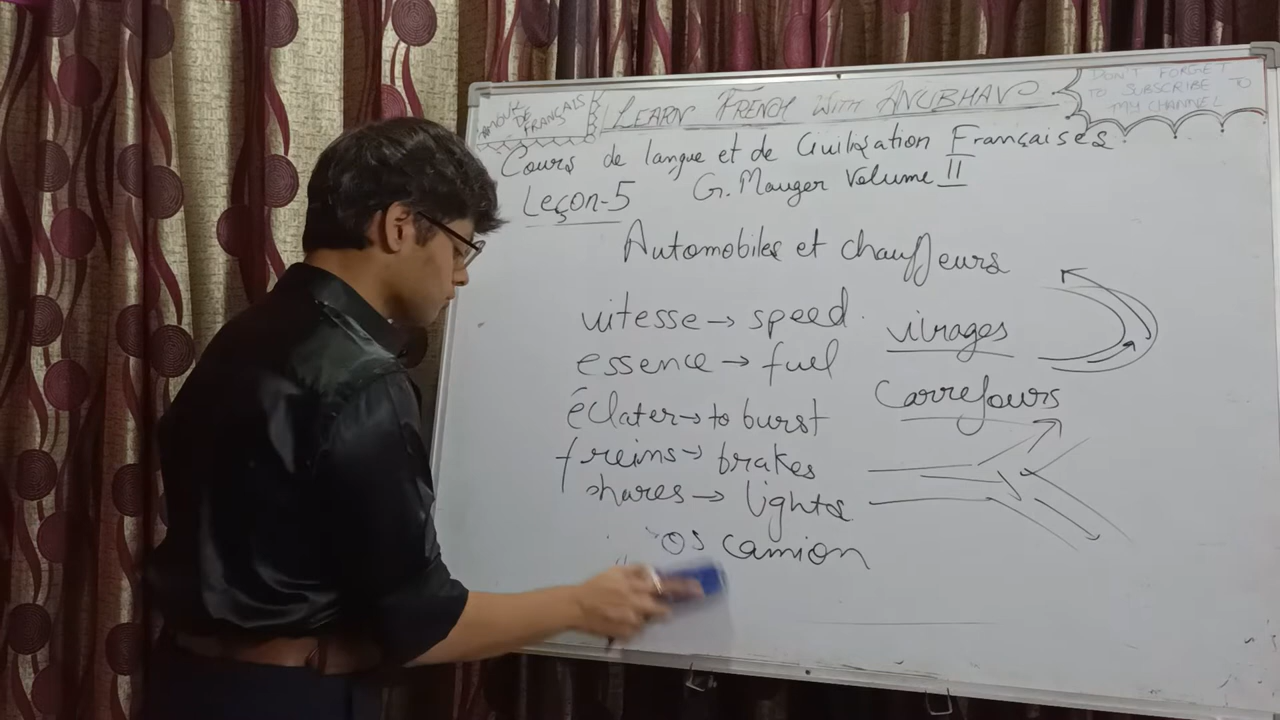 AMOUR DE FRANÇAIS
LEARN FRENCH WITH ANUBHAV
DON'T FORGET TO SUBSCRIBE MY CHANNEL
Cours de langue et de Civilisation Françaises
G. Mauger Volume II
Leçon-5
Automobiles et chauffeurs
vitesse → speed
essence → fuel
éclater → to burst
freins → brakes
phares → lights
os camion
virages
Carrefours